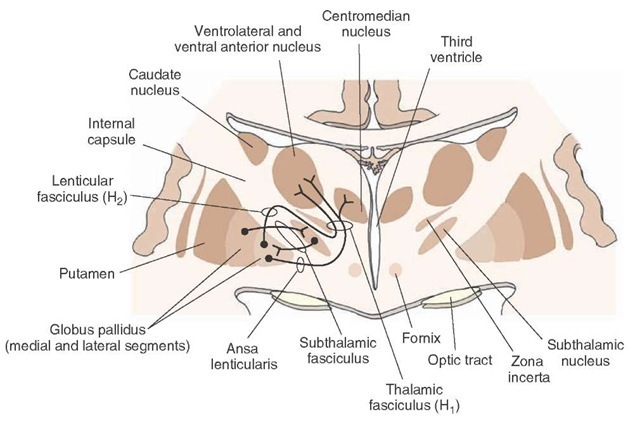 Centromedian
nucleus
Ventrolateral and
ventral anterior nucleus
Third
ventricle
Caudate
nucleus
Internal
capsule
Lenticular
fasciculus (H₂)
Putamen
Globus pallidus
(medial and lateral segments)
Ansa
lenticularis
Subthalamic
fasciculus
Fornix
Optic tract
Zona
incerta
Subthalamic
nucleus
Thalamic
fasciculus (H₁)